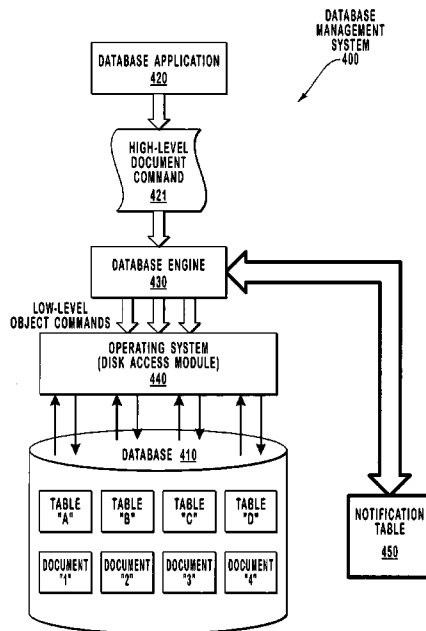 DATABASE
MANAGEMENT
SYSTEM
400
DATABASE APPLICATION
420
HIGH-LEVEL
DOCUMENT
COMMAND
421
DATABASE ENGINE
430
LOW-LEVEL
OBJECT COMMANDS
OPERATING SYSTEM
(DISK ACCESS MODULE)
440
DATABASE 410
TABLE
"A"
TABLE
"B"
TABLE
"C"
TABLE
"D"
DOCUMENT
"1"
DOCUMENT
"2"
DOCUMENT
"3"
DOCUMENT
"4"
NOTIFICATION
TABLE
450